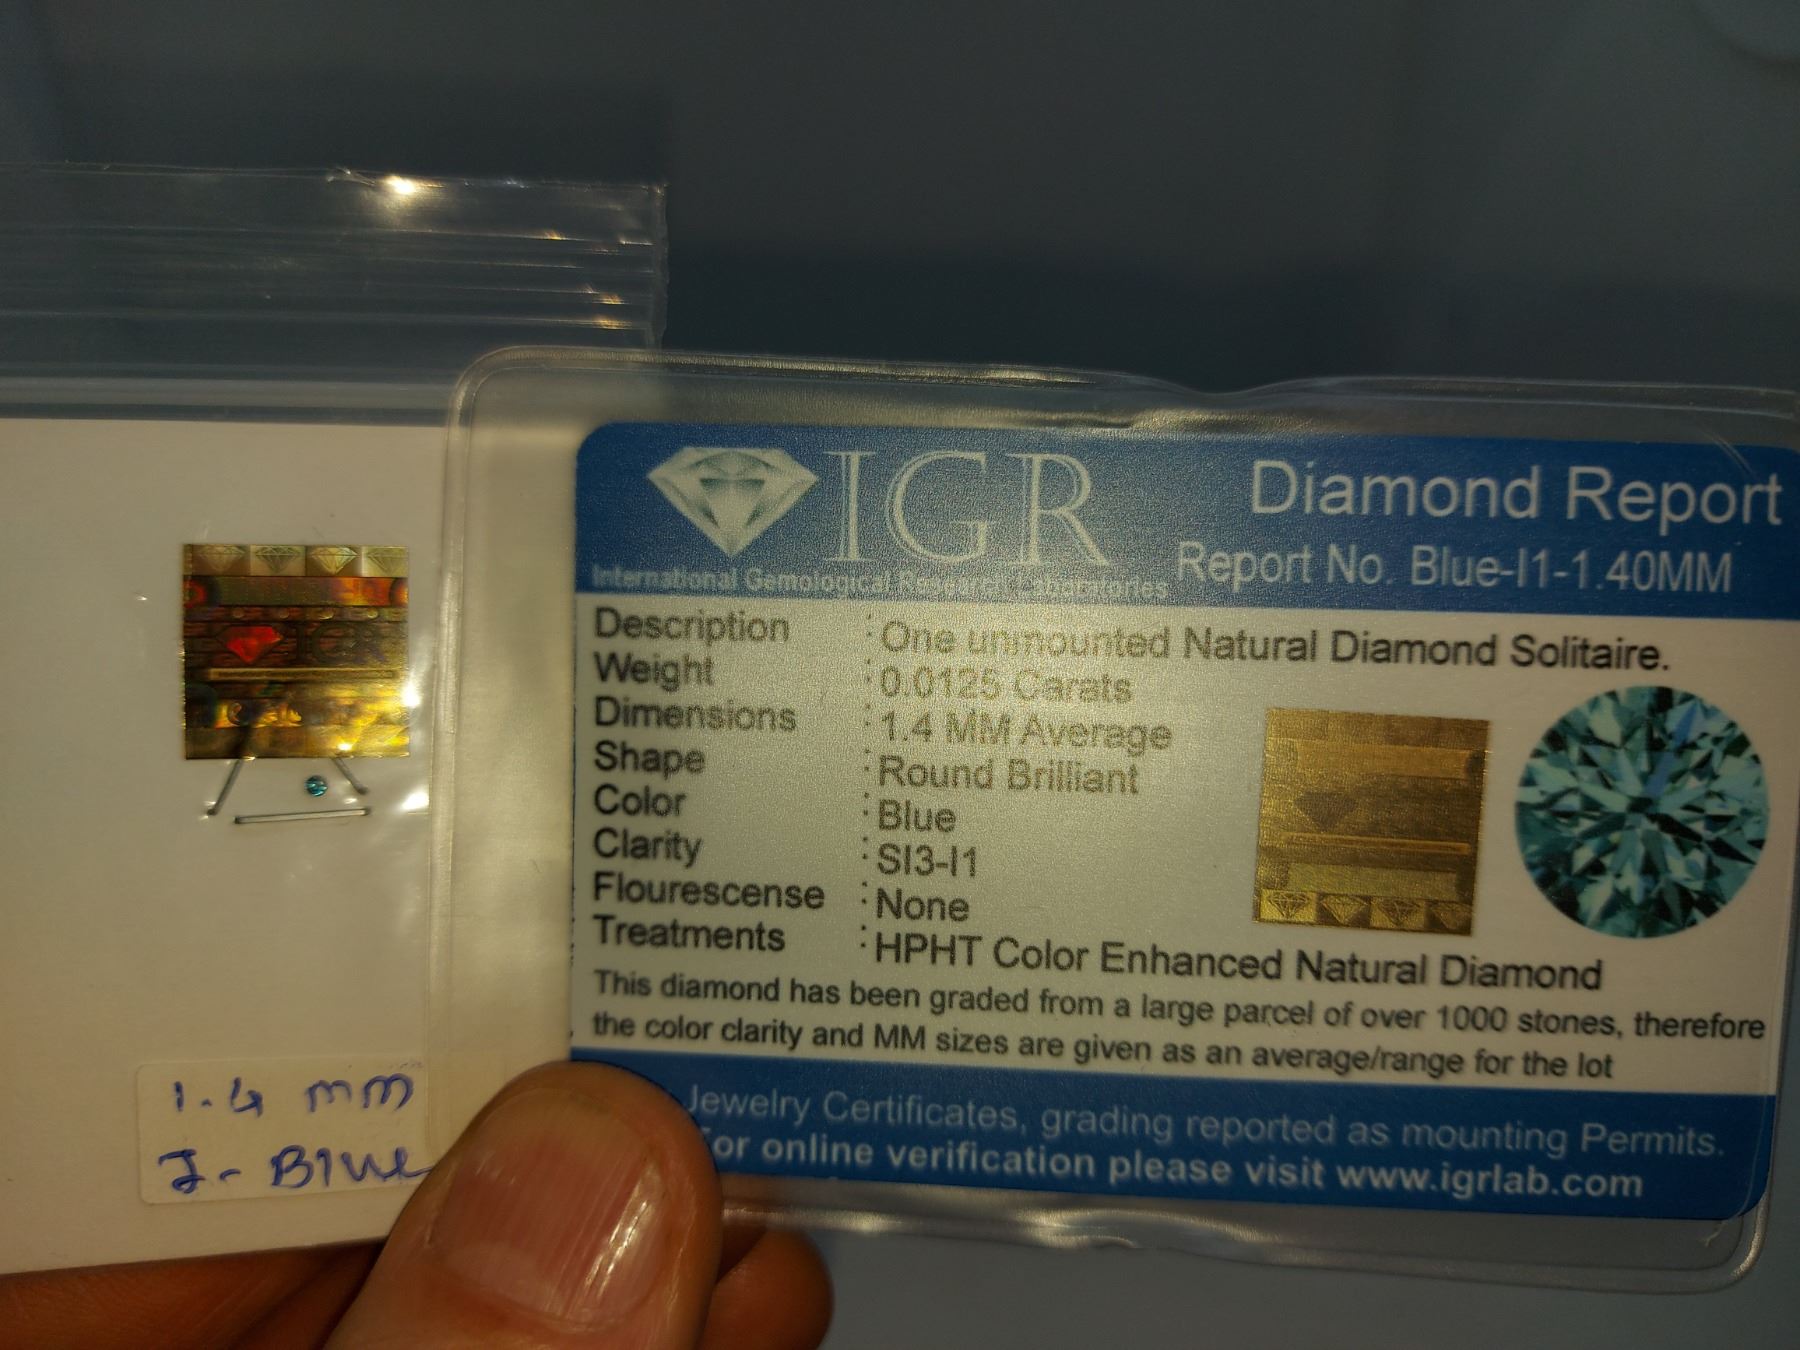 IGR
Diamond Report
International Gemological Research Laboratories
Report No. Blue-I1-1.40MM
Description : One unmounted Natural Diamond Solitaire.
Weight : 0.0125 Carats
Dimensions : 1.4 MM Average
Shape : Round Brilliant
Color : Blue
Clarity : SI3-I1
Flourescense : None
Treatments : HPHT Color Enhanced Natural Diamond
This diamond has been graded from a large parcel of over 1000 stones, therefore
the color clarity and MM sizes are given as an average/range for the lot
Jewelry Certificates, grading reported as mounting Permits.
or online verification please visit www.igrlab.com
IGR
1.4 mm
I-Blue